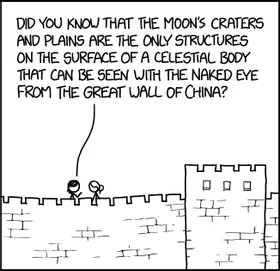 DID YOU KNOW THAT THE MOON'S CRATERS
AND PLAINS ARE THE ONLY STRUCTURES
ON THE SURFACE OF A CELESTIAL BODY
THAT CAN BE SEEN WITH THE NAKED EYE
FROM THE GREAT WALL OF CHINA?